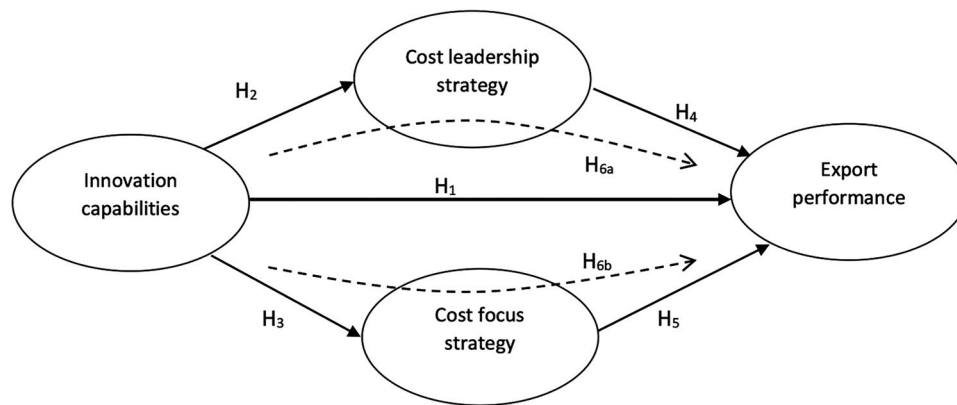 Cost leadership
strategy
H₂
H₄
H₆ₐ
Innovation
capabilities
H₁
Export
performance
H₆b
H₃
Cost focus
strategy
H₅